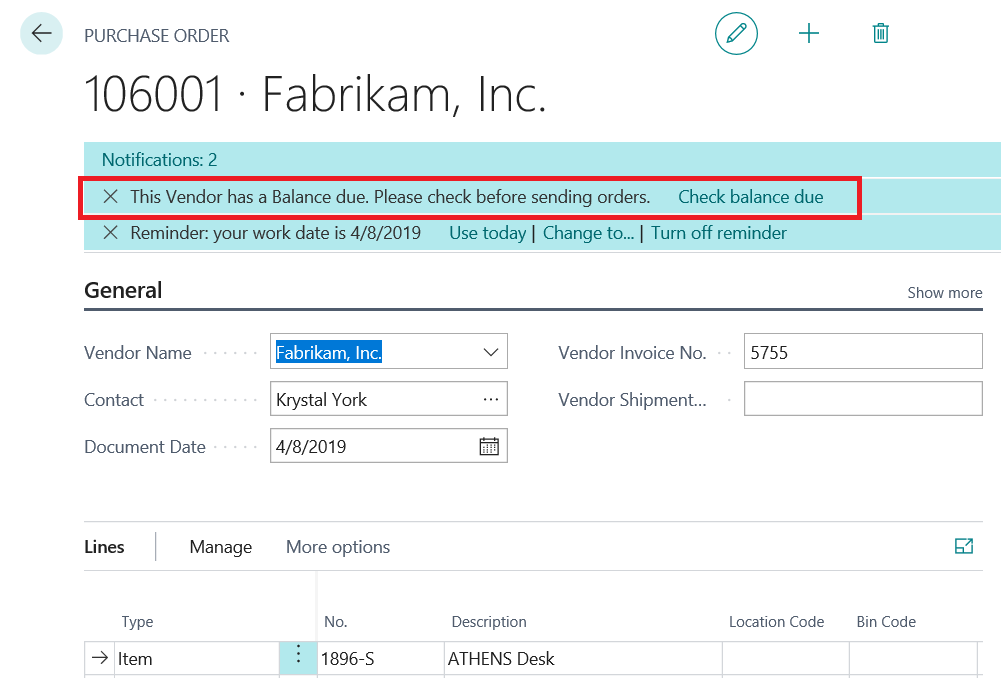 PURCHASE ORDER
106001 · Fabrikam, Inc.
Notifications: 2
This Vendor has a Balance due. Please check before sending orders. Check balance due
Reminder: your work date is 4/8/2019 Use today | Change to... | Turn off reminder
General Show more
Vendor Name Fabrikam, Inc. Vendor Invoice No. 5755
Contact Krystal York Vendor Shipment...
Document Date 4/8/2019
Lines Manage More options
Type No. Description Location Code Bin Code
Item 1896-S ATHENS Desk